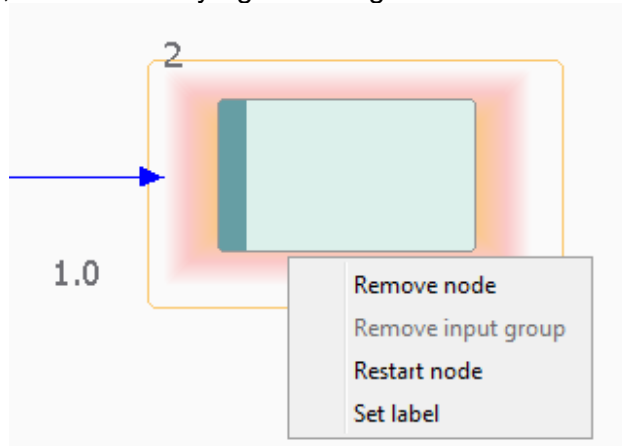 2
1.0
Remove node
Remove input group
Restart node
Set label